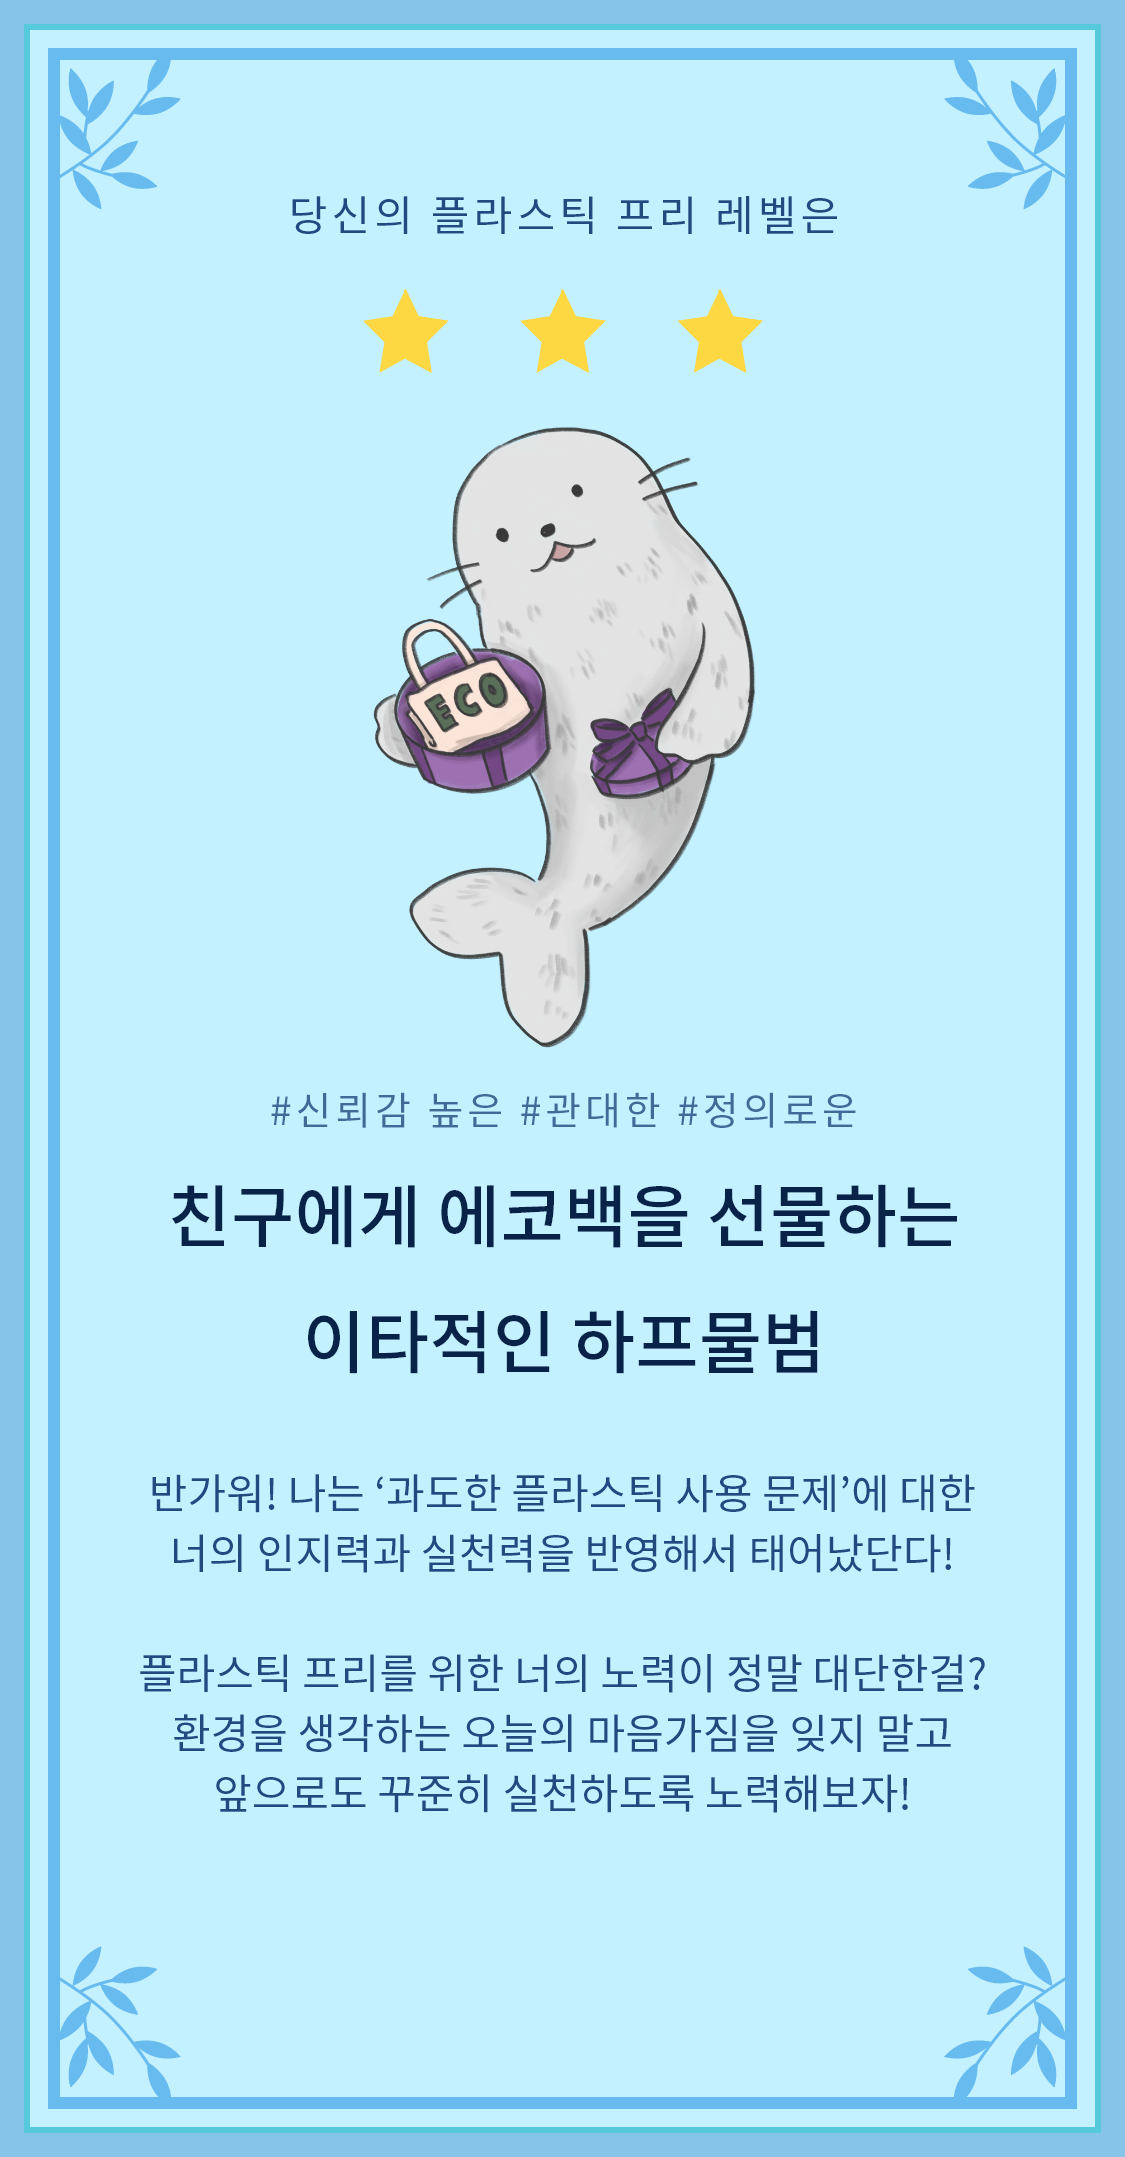 당신의 플라스틱 프리 레벨은
ECO
#신뢰감 높은 #관대한 #정의로운
친구에게 에코백을 선물하는
이타적인 하프물범
반가워! 나는 ‘과도한 플라스틱 사용 문제’에 대한
너의 인지력과 실천력을 반영해서 태어났단다!
플라스틱 프리를 위한 너의 노력이 정말 대단한걸?
환경을 생각하는 오늘의 마음가짐을 잊지 말고
앞으로도 꾸준히 실천하도록 노력해보자!